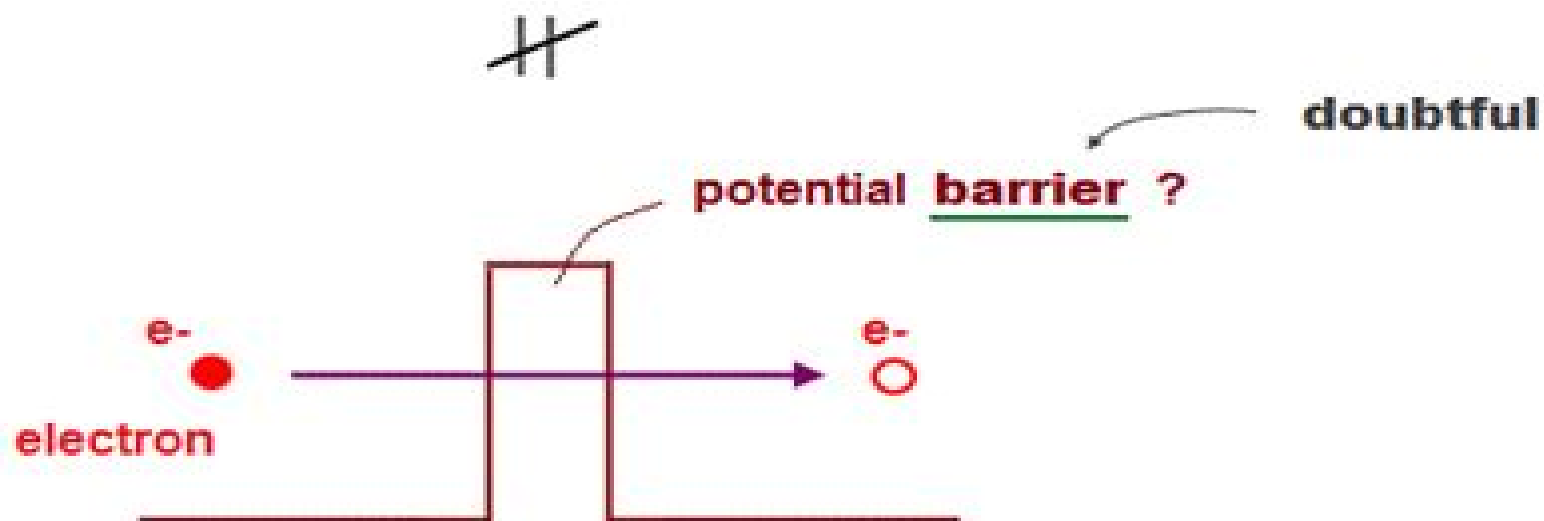 doubtful
potential barrier ?
e-
e-
electron